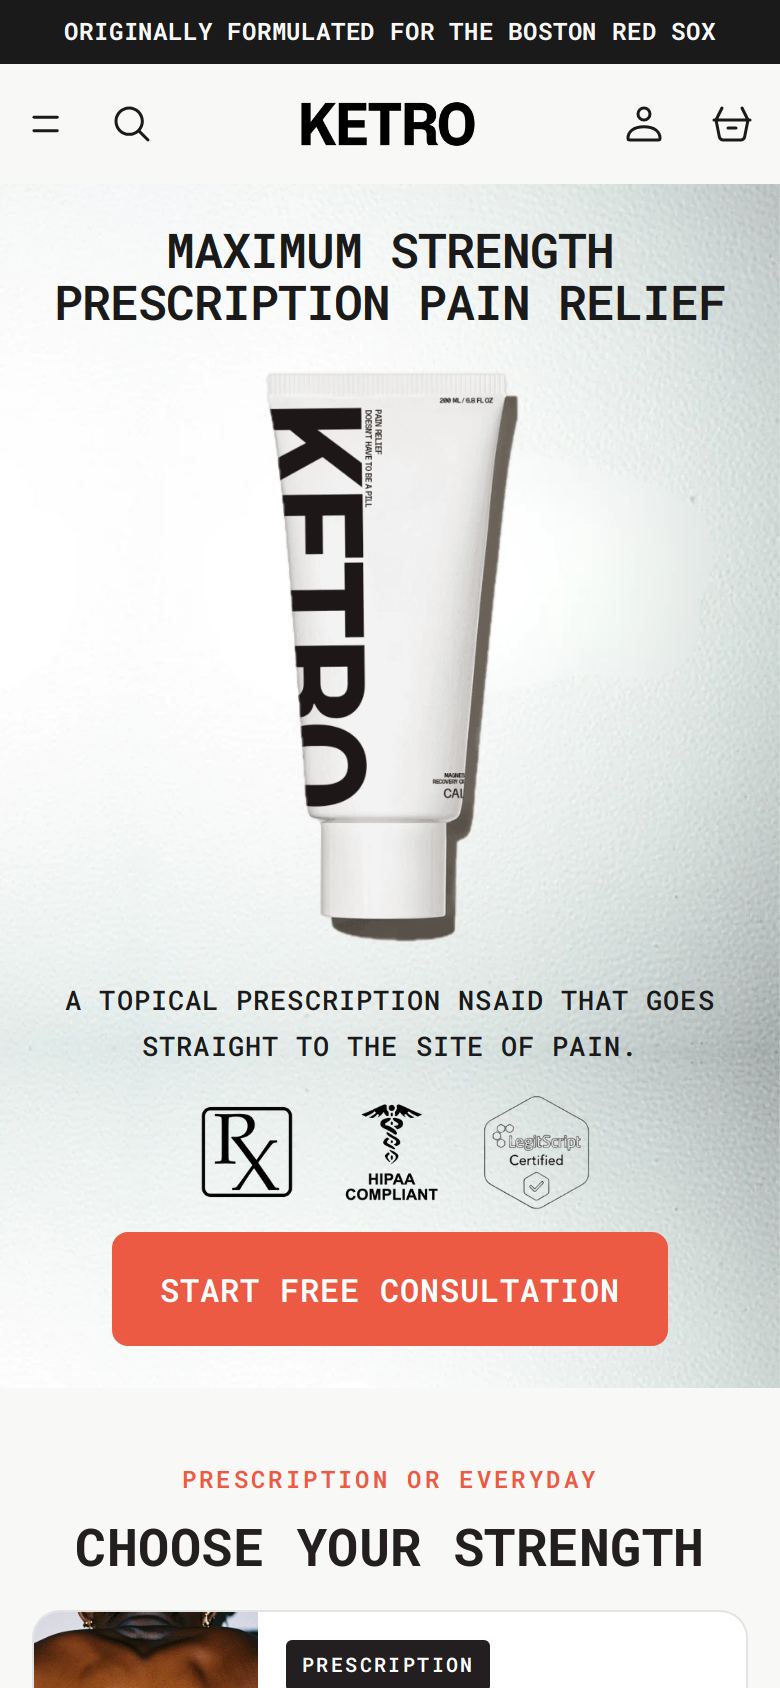 ORIGINALLY FORMULATED FOR THE BOSTON RED SOX
KETRO
MAXIMUM STRENGTH
PRESCRIPTION PAIN RELIEF
200 ML / 6.8 FL OZ
KETRO
PAIN RELIEF
DOESN'T HAVE TO BE A PILL
CAL
A TOPICAL PRESCRIPTION NSAID THAT GOES
STRAIGHT TO THE SITE OF PAIN.
Rx
HIPAA
COMPLIANT
LegitScript
Certified
START FREE CONSULTATION
PRESCRIPTION OR EVERYDAY
CHOOSE YOUR STRENGTH
PRESCRIPTION